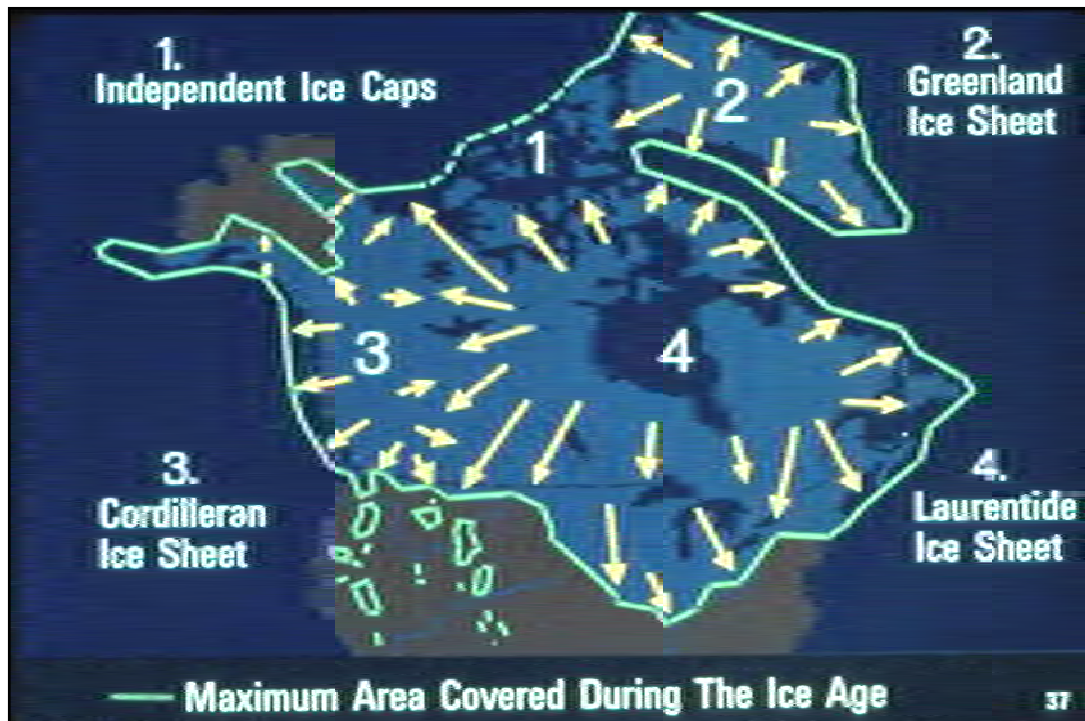 1.
Independent Ice Caps
2.
Greenland
Ice Sheet
1
2
3
4
3.
Cordilleran
Ice Sheet
4.
Laurentide
Ice Sheet
Maximum Area Covered During The Ice Age
37